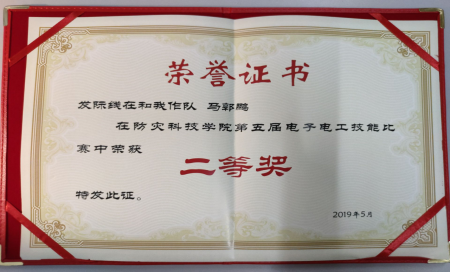 荣誉证书
发际线在和我作队 马郭鹏
在防灾科技学院第五届电子电工技能比
赛中荣获
二等奖
特发此证。
2019年5月